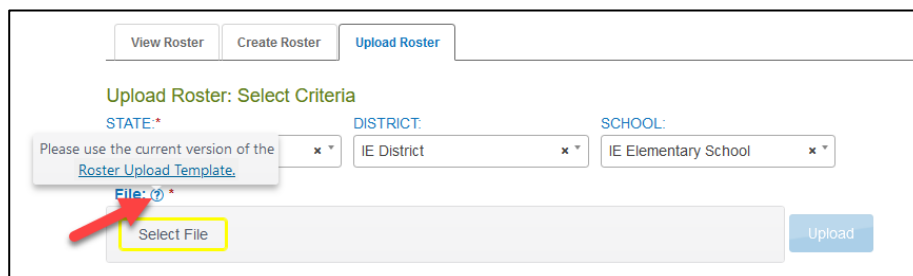 View Roster Create Roster Upload Roster
Upload Roster: Select Criteria
STATE:* DISTRICT: SCHOOL:
Please use the current version of the
Roster Upload Template.
IE District IE Elementary School
File: ? *
Select File Upload